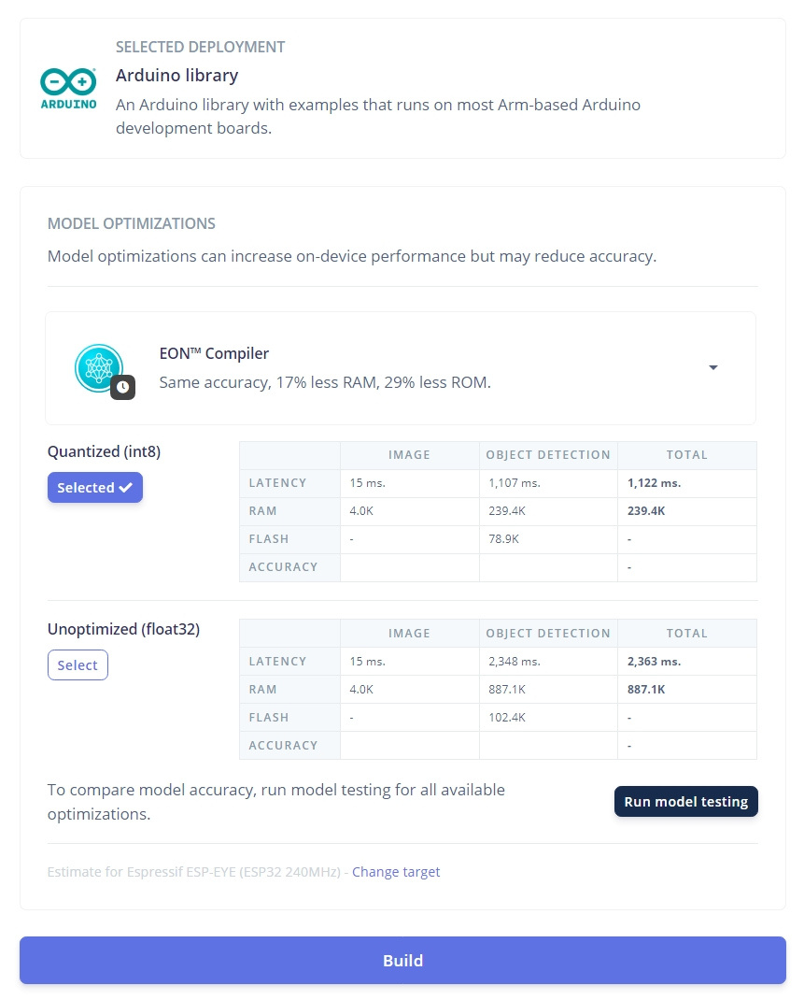 SELECTED DEPLOYMENT
Arduino library
An Arduino library with examples that runs on most Arm-based Arduino
development boards.
ARDUINO
MODEL OPTIMIZATIONS
Model optimizations can increase on-device performance but may reduce accuracy.
EON™ Compiler
Same accuracy, 17% less RAM, 29% less ROM.
Quantized (int8)
Selected
IMAGE OBJECT DETECTION TOTAL
LATENCY 15 ms. 1,107 ms. 1,122 ms.
RAM 4.0K 239.4K 239.4K
FLASH - 78.9K -
ACCURACY -
Unoptimized (float32)
Select
IMAGE OBJECT DETECTION TOTAL
LATENCY 15 ms. 2,348 ms. 2,363 ms.
RAM 4.0K 887.1K 887.1K
FLASH - 102.4K -
ACCURACY -
To compare model accuracy, run model testing for all available
optimizations.
Run model testing
Estimate for Espressif ESP-EYE (ESP32 240MHz) - Change target
Build